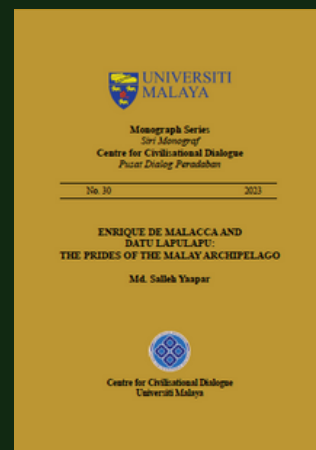 UNIVERSITI
MALAYA
Monograph Series
Siri Monograf
Centre for Civilisational Dialogue
Pusat Dialog Peradaban
No. 30 2023
ENRIQUE DE MALACCA AND
DATU LAPULAPU:
THE PRIDES OF THE MALAY ARCHIPELAGO
Md. Salleh Yaapar
Centre for Civilisational Dialogue
Universiti Malaya